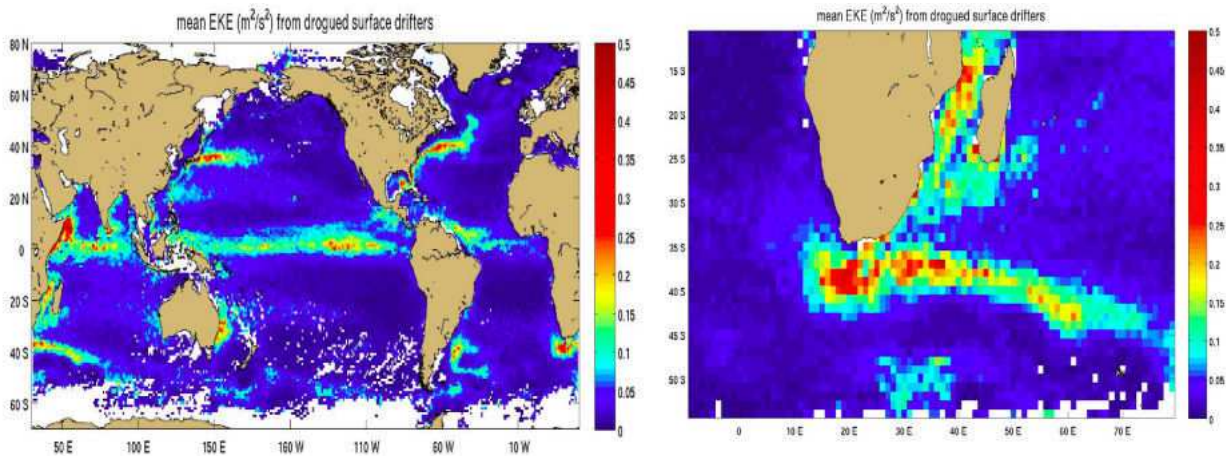 mean EKE (m²/s²) from drogued surface drifters
80 N
60 N
40 N
20 N
0
20 S
40 S
60 S
50 E
100 E
150 E
160 W
110 W
60 W
10 W
0.5
0.45
0.4
0.35
0.3
0.25
0.2
0.15
0.1
0.05
0
mean EKE (m²/s²) from drogued surface drifters
15 S
20 S
25 S
30 S
35 S
40 S
45 S
50 S
0
10 E
20 E
30 E
40 E
50 E
60 E
70 E
0.5
0.45
0.4
0.35
0.3
0.25
0.2
0.15
0.1
0.05
0